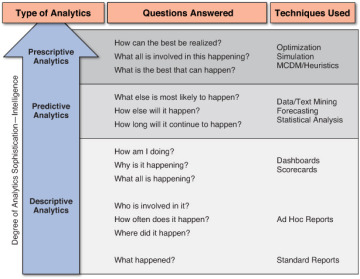 Type of Analytics
Questions Answered
Techniques Used
Degree of Analytics Sophistication—Intelligence
Prescriptive
Analytics
How can the best be realized?
What all is involved in this happening?
What is the best that can happen?
Optimization
Simulation
MCDM/Heuristics
Predictive
Analytics
What else is most likely to happen?
How else will it happen?
How long will it continue to happen?
Data/Text Mining
Forecasting
Statistical Analysis
Descriptive
Analytics
How am I doing?
Why is it happening?
What all is happening?
Dashboards
Scorecards
Who is involved in it?
How often does it happen?
Where did it happen?
Ad Hoc Reports
What happened?
Standard Reports